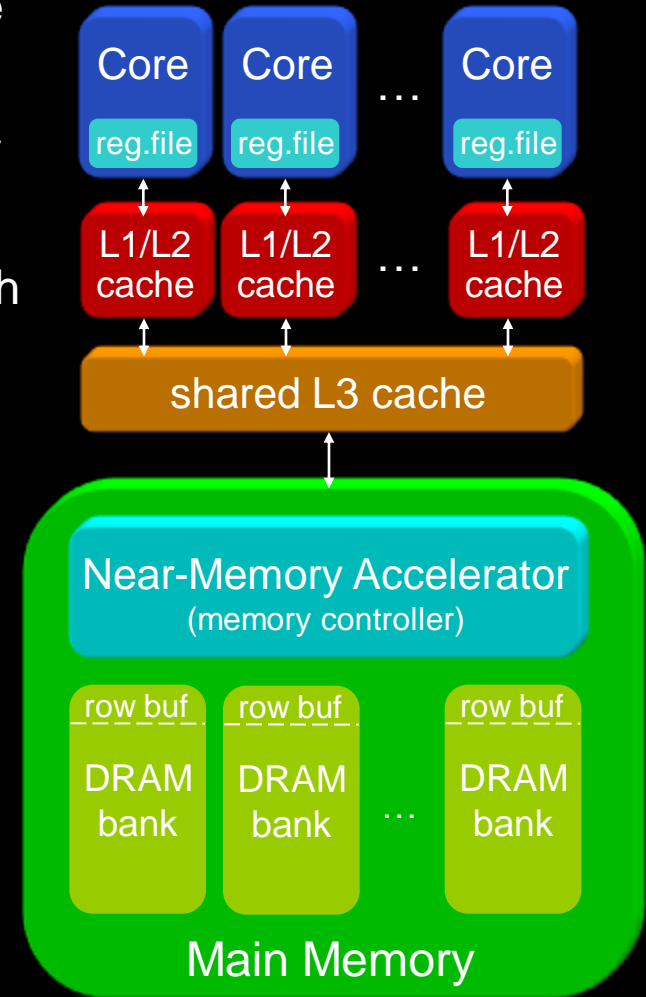 Core Core … Core
reg.file reg.file reg.file
L1/L2 L1/L2 … L1/L2
cache cache cache
shared L3 cache
Near-Memory Accelerator
(memory controller)
row buf row buf row buf
DRAM DRAM … DRAM
bank bank bank
Main Memory